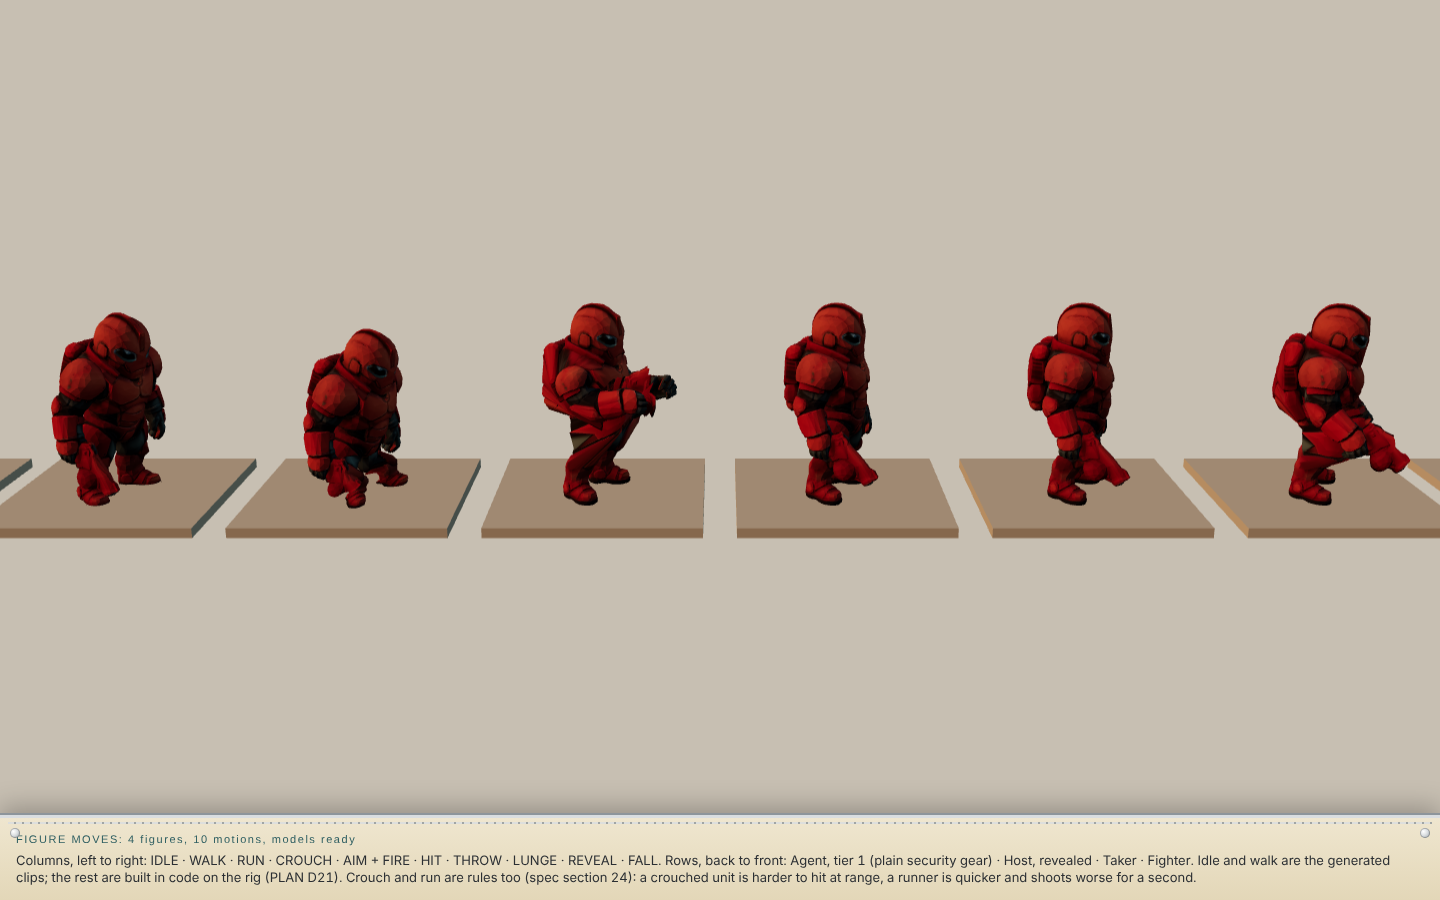 FIGURE MOVES: 4 figures, 10 motions, models ready
Columns, left to right: IDLE · WALK · RUN · CROUCH · AIM + FIRE · HIT · THROW · LUNGE · REVEAL · FALL. Rows, back to front: Agent, tier 1 (plain security gear) · Host, revealed · Taker · Fighter. Idle and walk are the generated
clips; the rest are built in code on the rig (PLAN D21). Crouch and run are rules too (spec section 24): a crouched unit is harder to hit at range, a runner is quicker and shoots worse for a second.